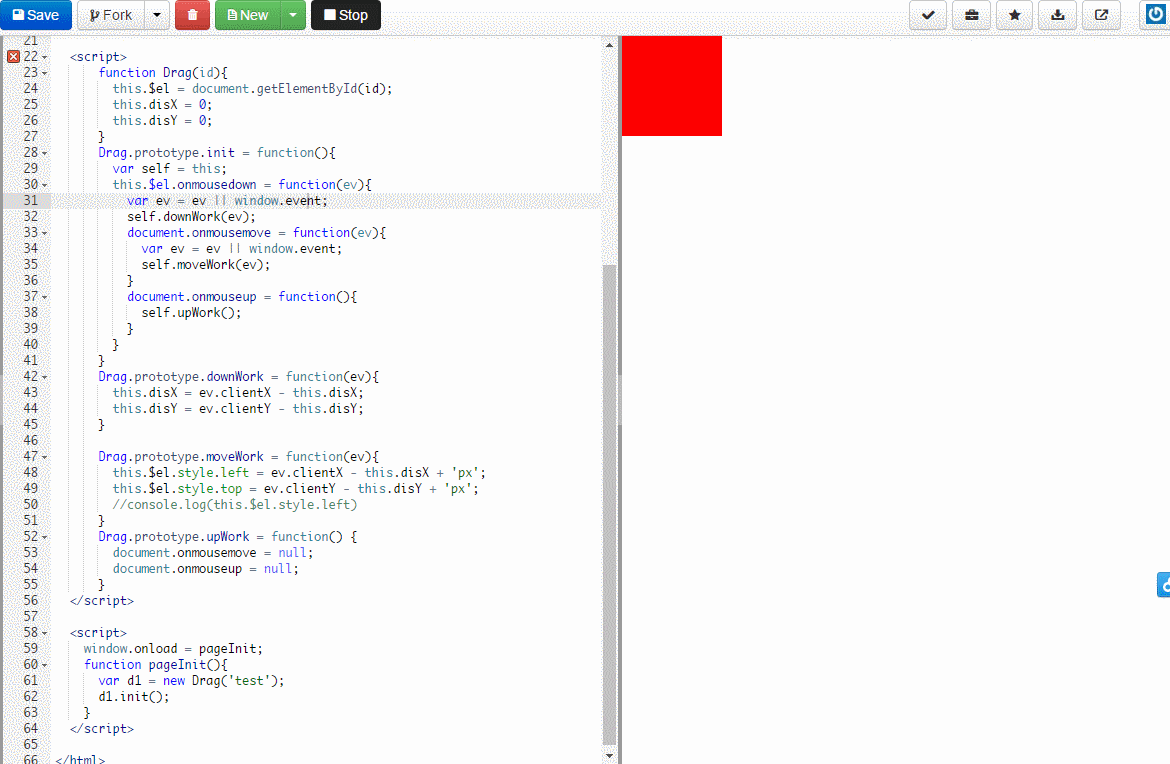 Save Fork New Stop
21
22 <script>
23 function Drag(id){
24 this.$el = document.getElementById(id);
25 this.disX = 0;
26 this.disY = 0;
27 }
28 Drag.prototype.init = function(){
29 var self = this;
30 this.$el.onmousedown = function(ev){
31 var ev = ev || window.event;
32 self.downWork(ev);
33 document.onmousemove = function(ev){
34 var ev = ev || window.event;
35 self.moveWork(ev);
36 }
37 document.onmouseup = function(){
38 self.upWork();
39 }
40 }
41 }
42 Drag.prototype.downWork = function(ev){
43 this.disX = ev.clientX - this.disX;
44 this.disY = ev.clientY - this.disY;
45 }
46
47 Drag.prototype.moveWork = function(ev){
48 this.$el.style.left = ev.clientX - this.disX + 'px';
49 this.$el.style.top = ev.clientY - this.disY + 'px';
50 //console.log(this.$el.style.left)
51 }
52 Drag.prototype.upWork = function() {
53 document.onmousemove = null;
54 document.onmouseup = null;
55 }
56 </script>
57
58 <script>
59 window.onload = pageInit;
60 function pageInit(){
61 var d1 = new Drag('test');
62 d1.init();
63 }
64 </script>
65
66 </html>